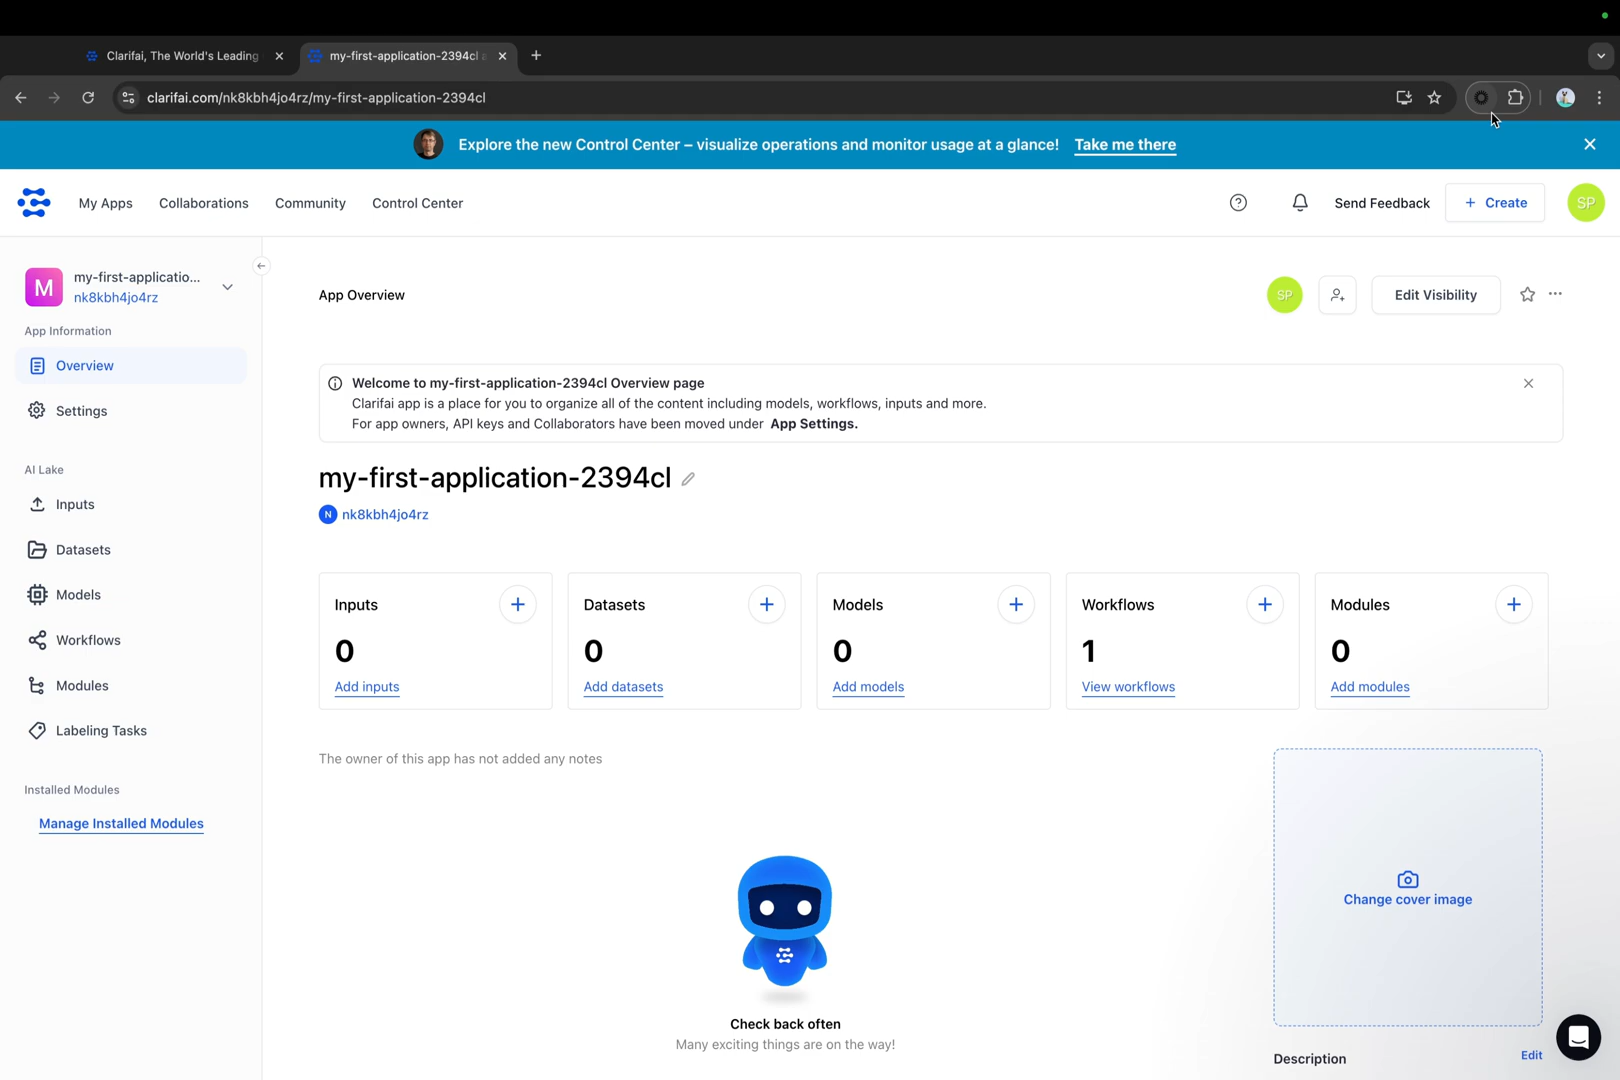 Clarifai, The World's Leading
my-first-application-2394cl a
clarifai.com/nk8kbh4jo4rz/my-first-application-2394cl
Explore the new Control Center – visualize operations and monitor usage at a glance! Take me there
My Apps
Collaborations
Community
Control Center
Send Feedback
+ Create
SP
M
my-first-applicatio...
nk8kbh4jo4rz
App Information
Overview
Settings
AI Lake
Inputs
Datasets
Models
Workflows
Modules
Labeling Tasks
Installed Modules
Manage Installed Modules
App Overview
SP
Edit Visibility
Welcome to my-first-application-2394cl Overview page
Clarifai app is a place for you to organize all of the content including models, workflows, inputs and more.
For app owners, API keys and Collaborators have been moved under App Settings.
my-first-application-2394cl
N nk8kbh4jo4rz
Inputs
0
Add inputs
Datasets
0
Add datasets
Models
0
Add models
Workflows
1
View workflows
Modules
0
Add modules
The owner of this app has not added any notes
Check back often
Many exciting things are on the way!
Change cover image
Description
Edit